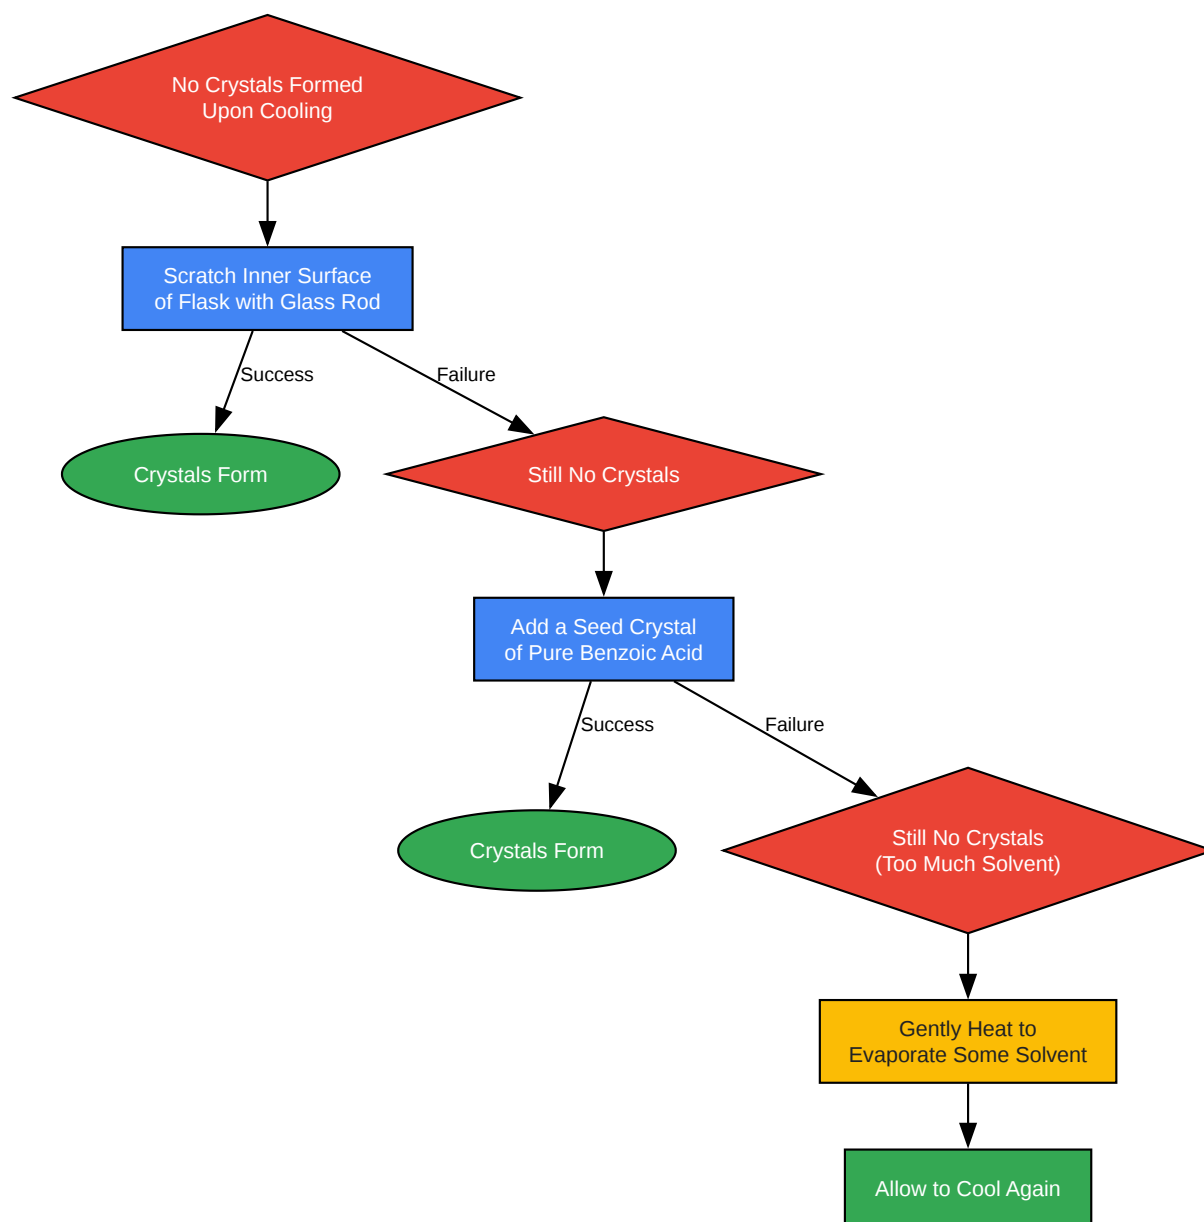 No Crystals Formed
Upon Cooling
Scratch Inner Surface
of Flask with Glass Rod
Success
Failure
Crystals Form
Still No Crystals
Add a Seed Crystal
of Pure Benzoic Acid
Success
Failure
Crystals Form
Still No Crystals
(Too Much Solvent)
Gently Heat to
Evaporate Some Solvent
Allow to Cool Again